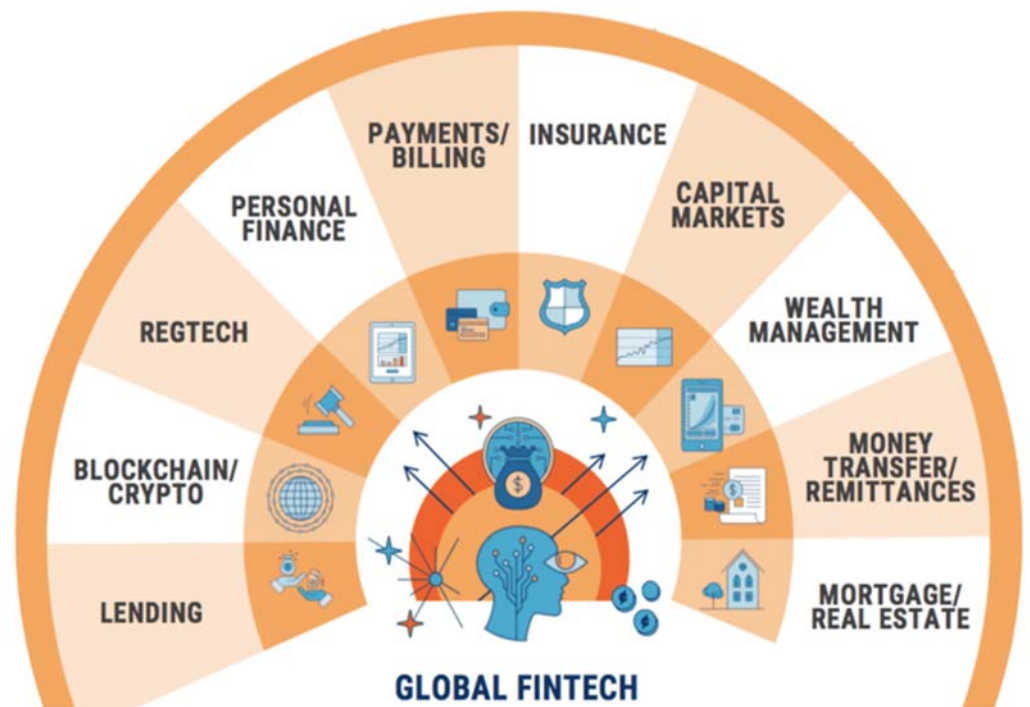 PAYMENTS/
BILLING
INSURANCE
PERSONAL
FINANCE
CAPITAL
MARKETS
REGTECH
WEALTH
MANAGEMENT
BLOCKCHAIN/
CRYPTO
MONEY
TRANSFER/
REMITTANCES
LENDING
MORTGAGE/
REAL ESTATE
$
$
GLOBAL FINTECH